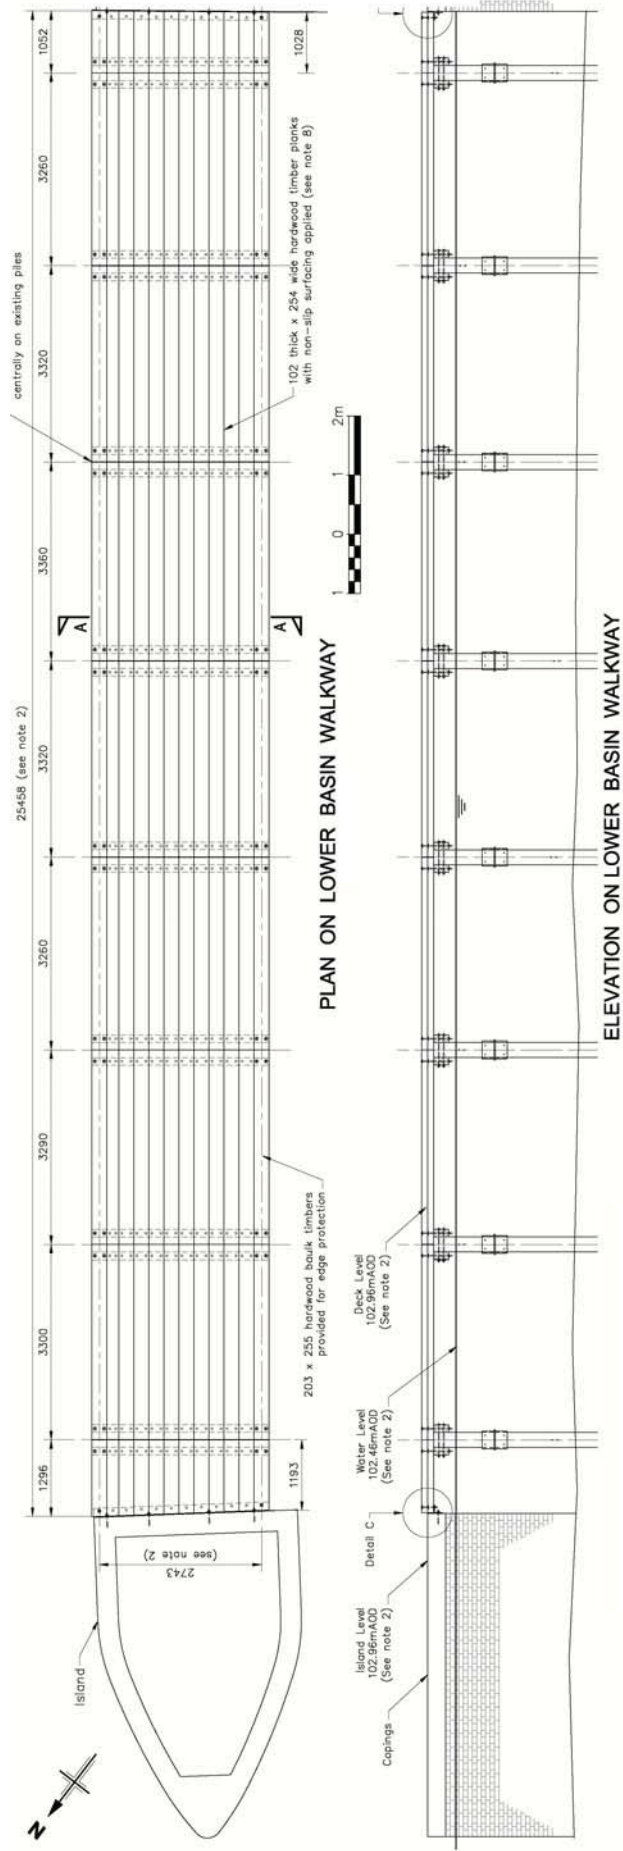 25458 (see note 2)
1296
3300
3290
3260
3320
3360
3320
3260
1052
centrally on existing piles
Island
2743
(see note 2)
1193
1028
203 x 255 hardwood baulk timbers
provided for edge protection
102 thick x 254 wide hardwood timber planks
with non-slip surfacing applied (see note 8)
A
A
N
PLAN ON LOWER BASIN WALKWAY
1
0
1
2m
Copings
Island Level
102.96mAOD
(See note 2)
Detail C
Water Level
102.46mAOD
(See note 2)
Deck Level
102.96mAOD
(See note 2)
ELEVATION ON LOWER BASIN WALKWAY